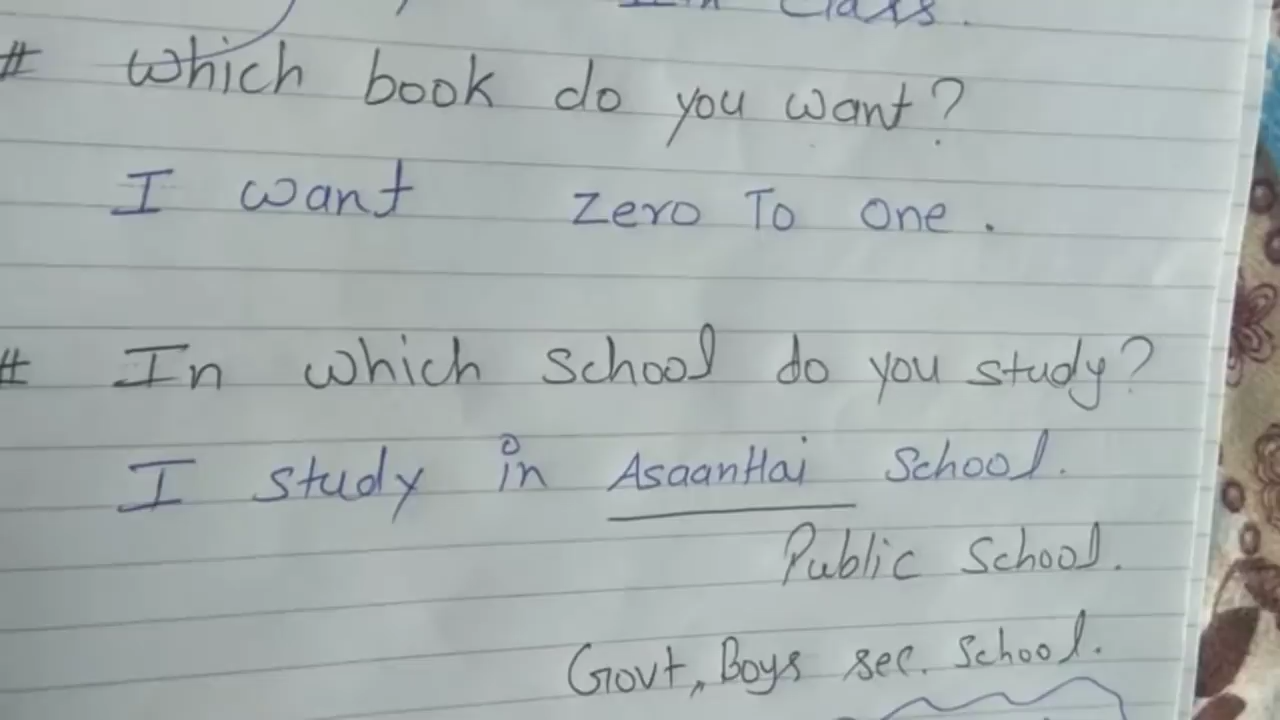 Class.
# Which book do you want?
I want zero To one.
# In which school do you study?
I study in AsaanHai School.
Public School.
Govt, Boys sec. School.